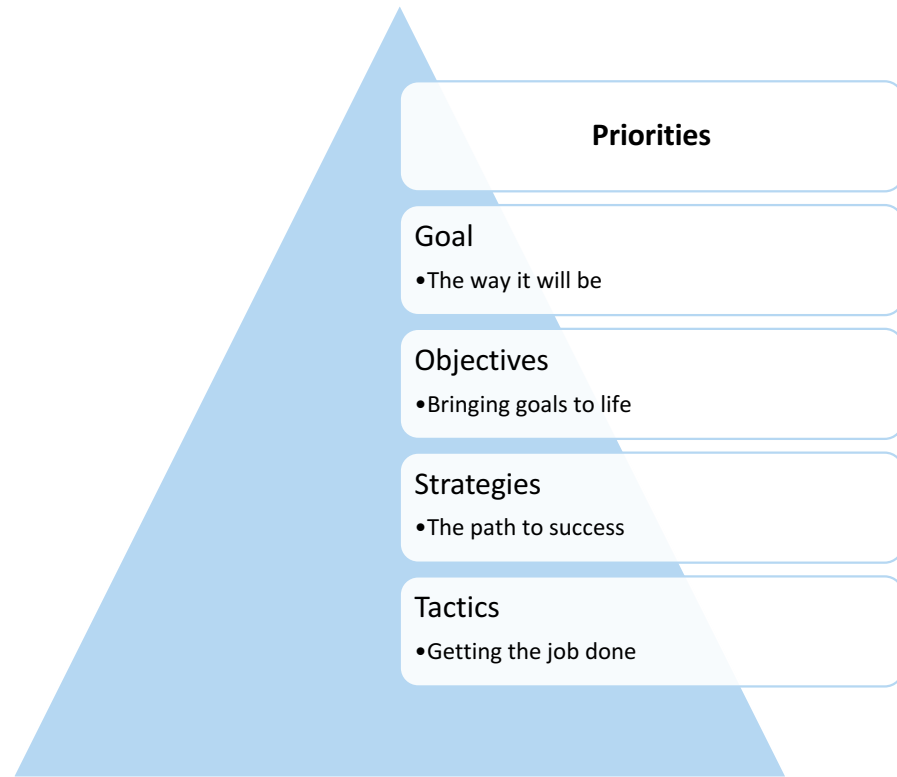 Priorities
Goal
•The way it will be
Objectives
•Bringing goals to life
Strategies
•The path to success
Tactics
•Getting the job done